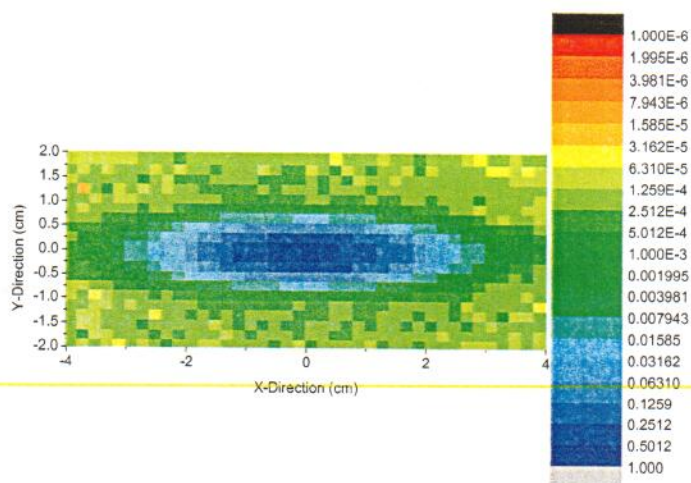 1.000E-6
1.995E-6
3.981E-6
7.943E-6
1.585E-5
3.162E-5
6.310E-5
1.259E-4
2.512E-4
5.012E-4
1.000E-3
0.001995
0.003981
0.007943
0.01585
0.03162
0.06310
0.1259
0.2512
0.5012
1.000
2.0
1.5
1.0
0.5
0.0
-0.5
-1.0
-1.5
-2.0
Y-Direction (cm)
-4 -2 0 2 4
X-Direction (cm)